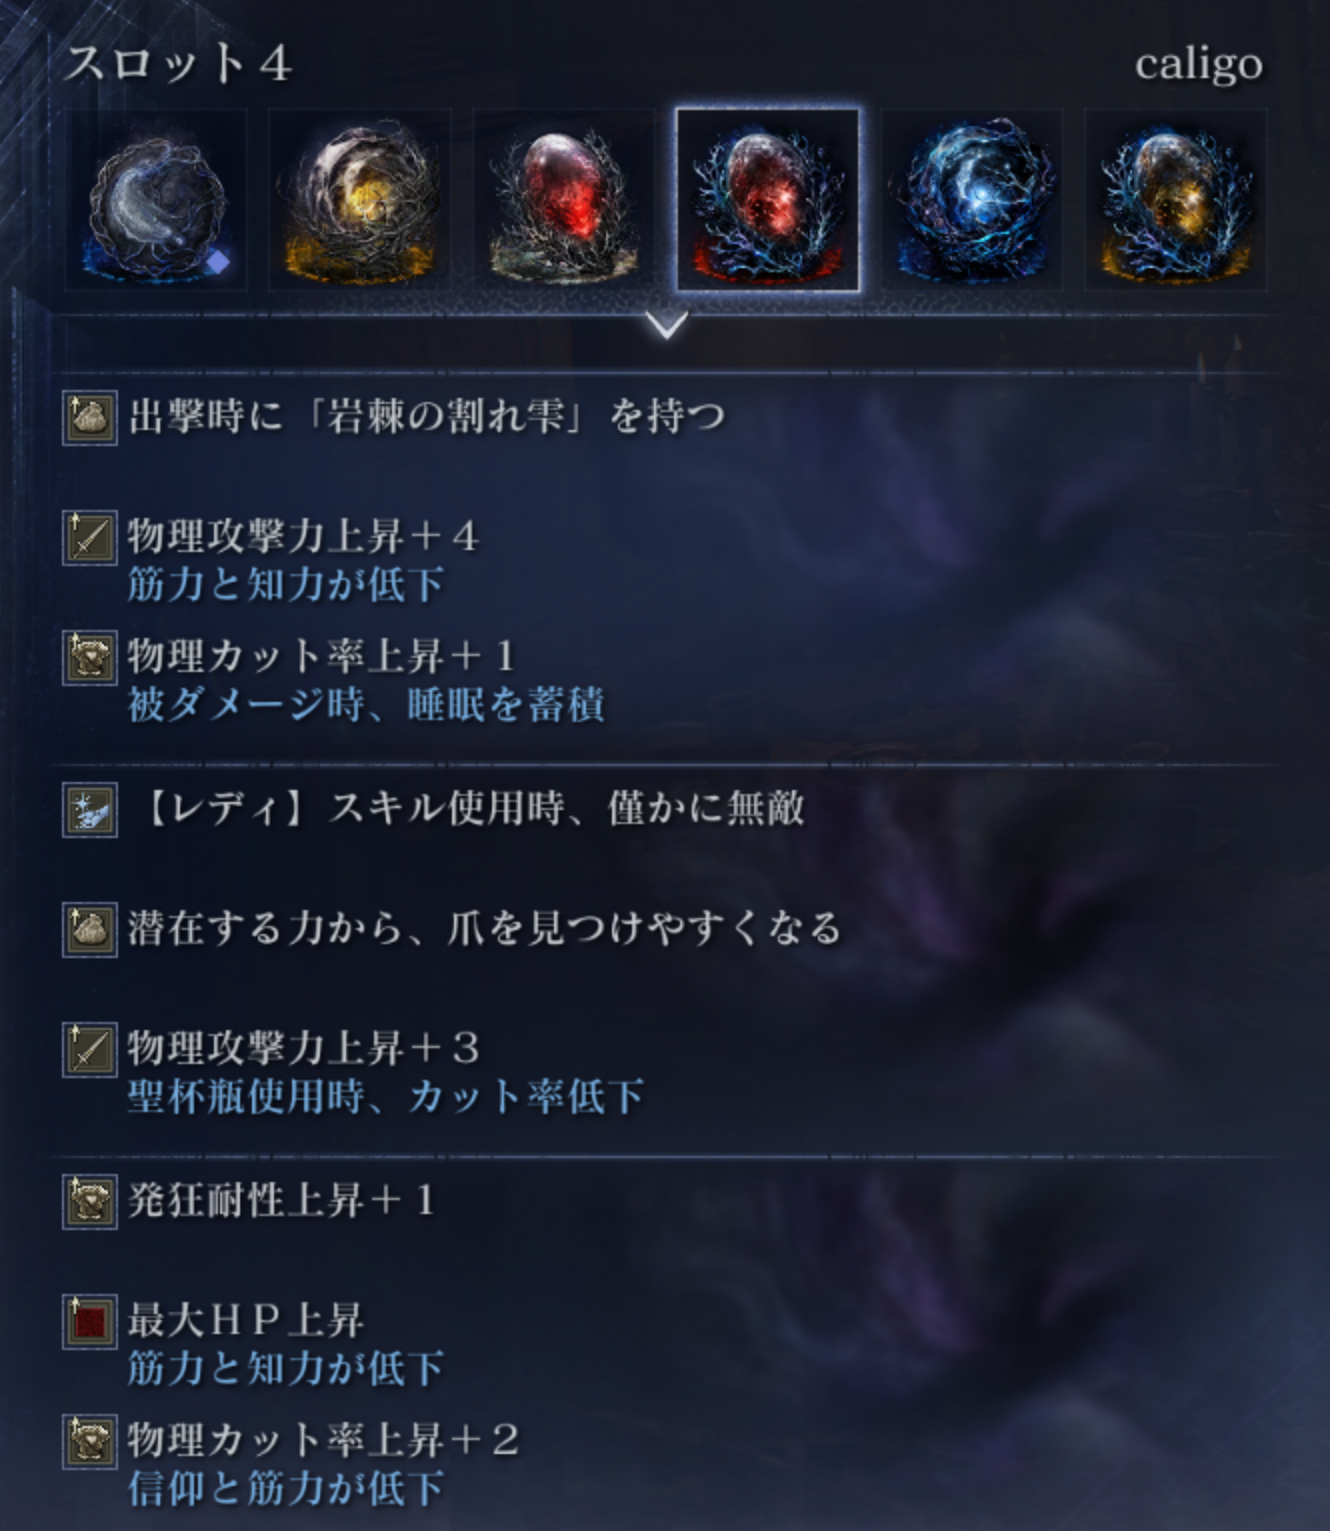 スロット４
caligo
出撃時に「岩棘の割れ雫」を持つ
物理攻撃力上昇＋４
筋力と知力が低下
物理カット率上昇＋１
被ダメージ時、睡眠を蓄積
【レディ】スキル使用時、僅かに無敵
潜在する力から、爪を見つけやすくなる
物理攻撃力上昇＋３
聖杯瓶使用時、カット率低下
発狂耐性上昇＋１
最大ＨＰ上昇
筋力と知力が低下
物理カット率上昇＋２
信仰と筋力が低下